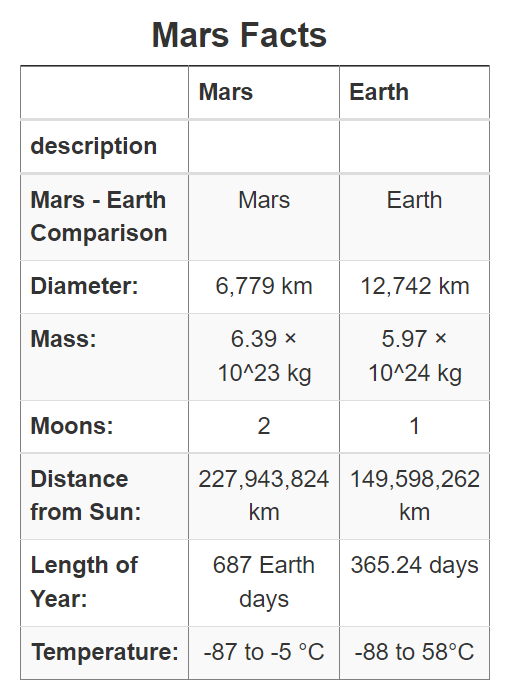 Mars Facts
Mars Earth
description
Mars - Earth Mars Earth
Comparison
Diameter: 6,779 km 12,742 km
Mass: 6.39 × 5.97 ×
10^23 kg 10^24 kg
Moons: 2 1
Distance 227,943,824 149,598,262
from Sun: km km
Length of 687 Earth 365.24 days
Year: days
Temperature: -87 to -5 °C -88 to 58°C